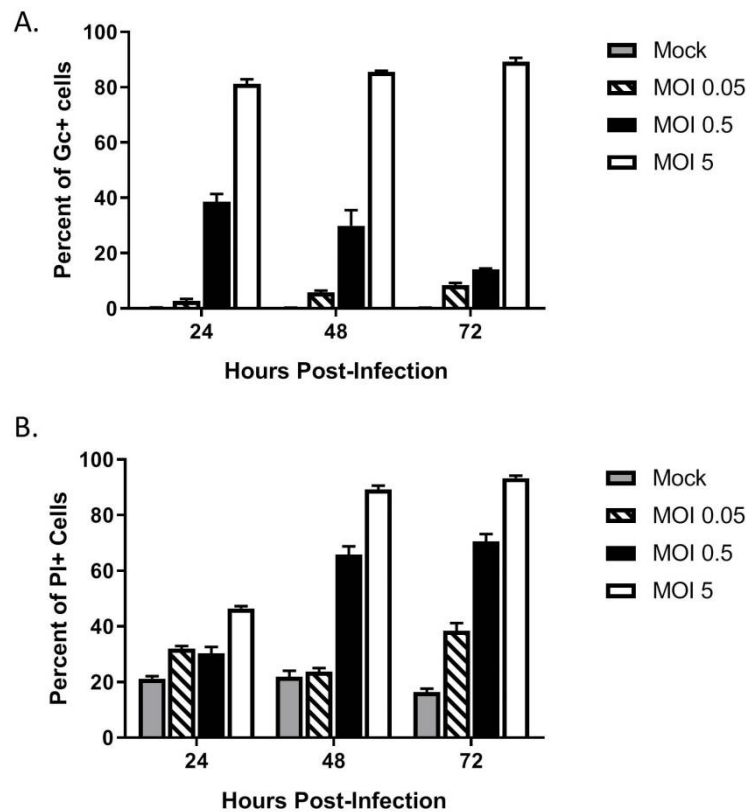 A.
Percent of Gc+ cells
100
80
60
40
20
0
24
48
72
Hours Post-Infection
Mock
MOI 0.05
MOI 0.5
MOI 5
B.
Percent of PI+ Cells
100
80
60
40
20
0
24
48
72
Hours Post-Infection
Mock
MOI 0.05
MOI 0.5
MOI 5